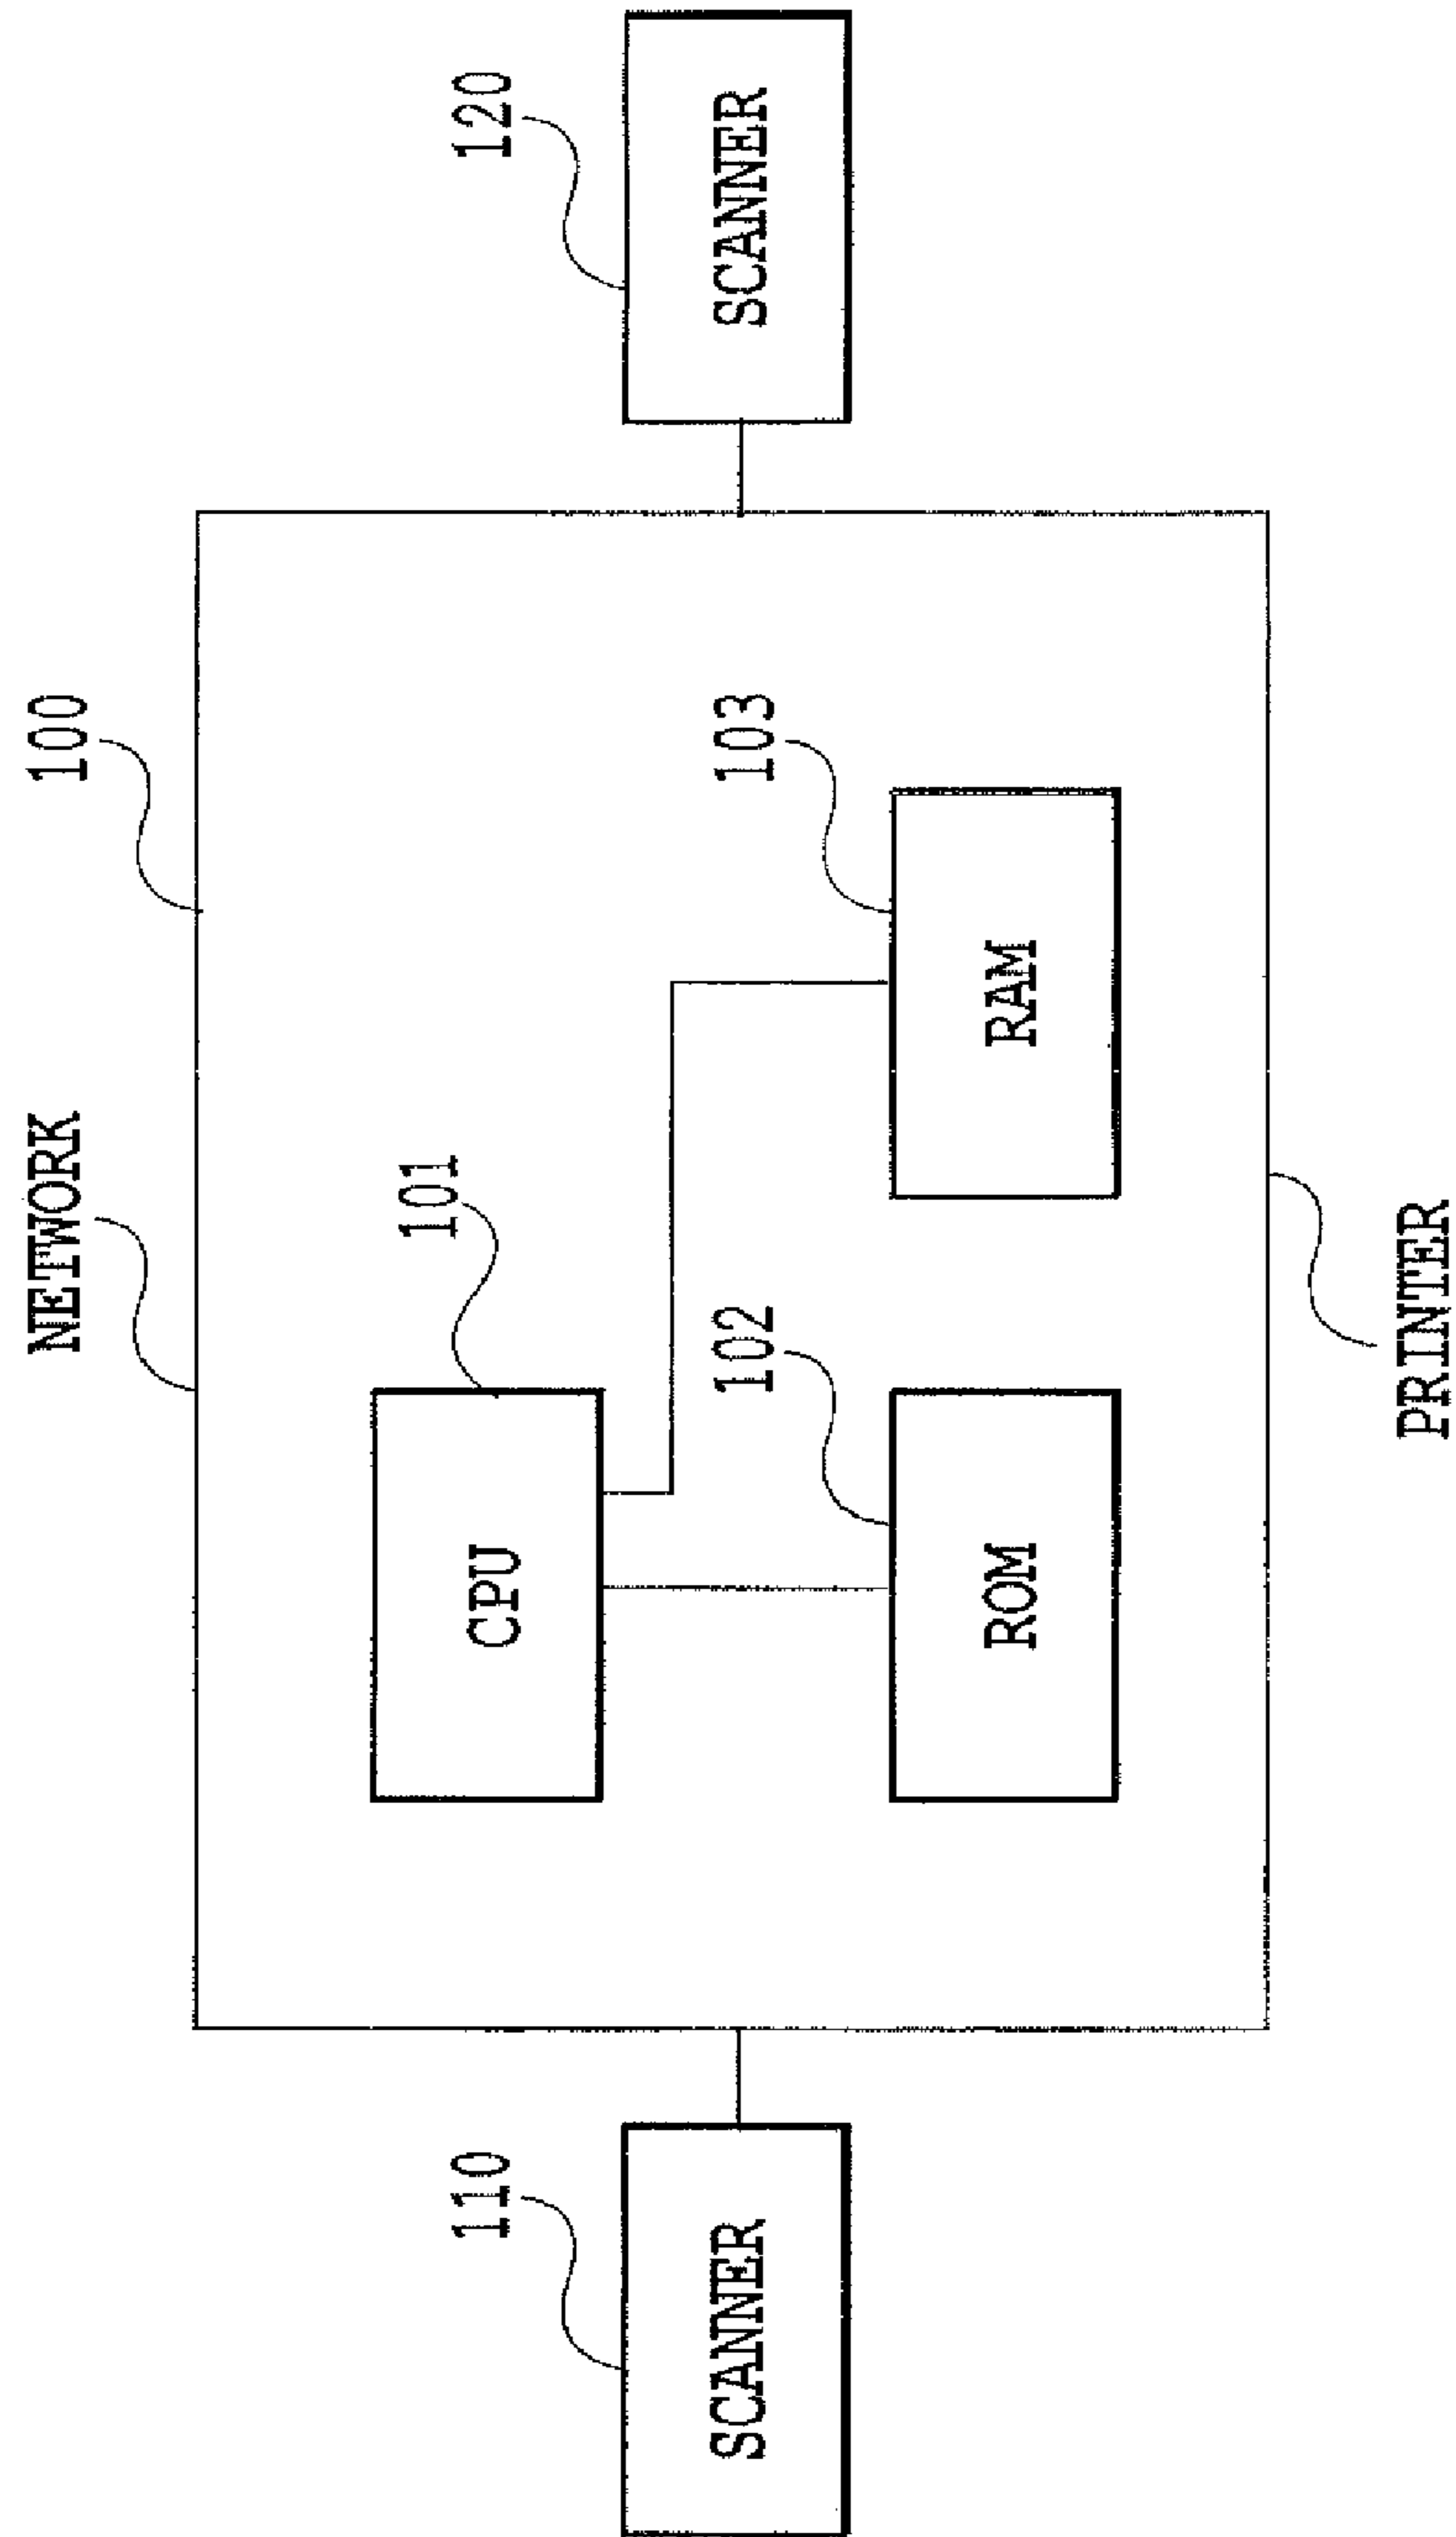 NETWORK
100
110
SCANNER
CPU
101
120
SCANNER
102
ROM
103
RAM
PRINTER